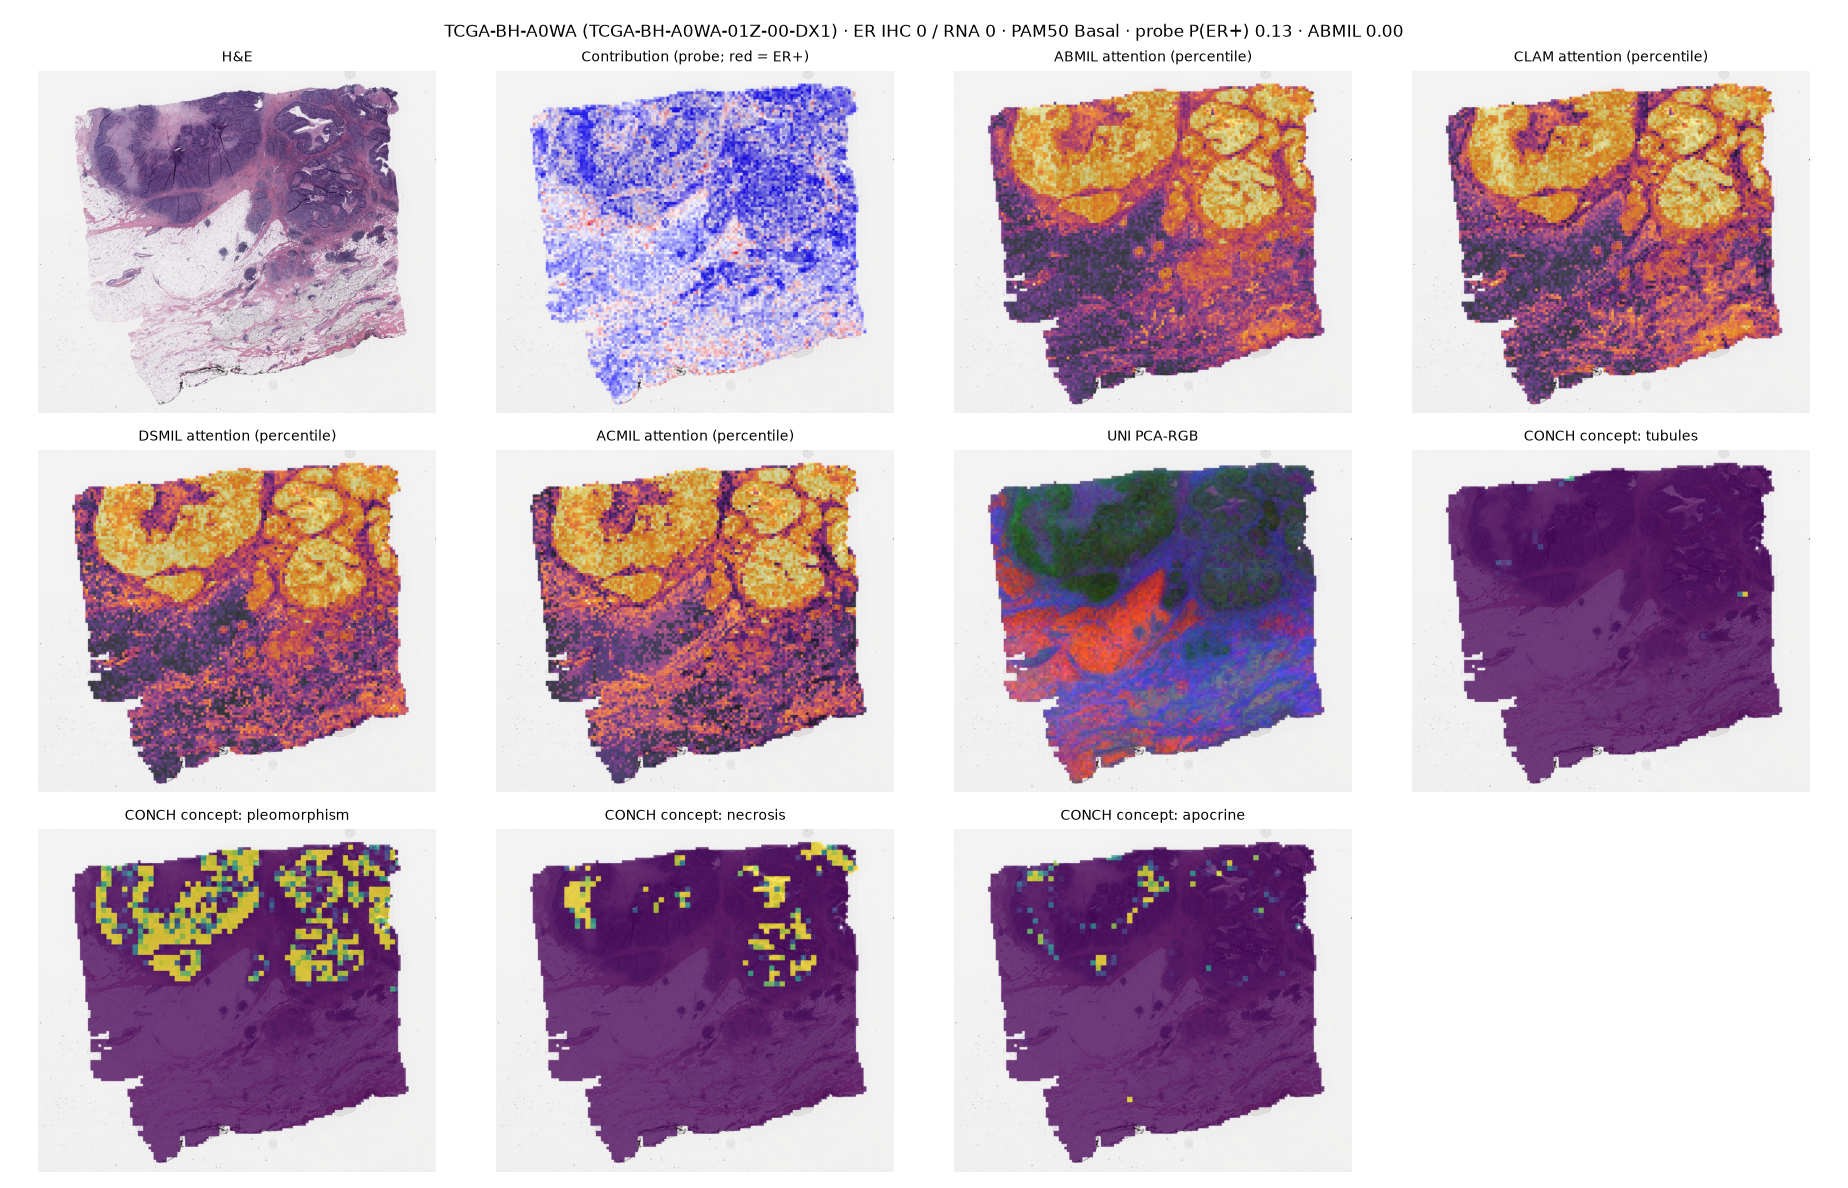 TCGA-BH-A0WA (TCGA-BH-A0WA-01Z-00-DX1) · ER IHC 0 / RNA 0 · PAM50 Basal · probe P(ER+) 0.13 · ABMIL 0.00
H&E
Contribution (probe; red = ER+)
ABMIL attention (percentile)
CLAM attention (percentile)
DSMIL attention (percentile)
ACMIL attention (percentile)
UNI PCA-RGB
CONCH concept: tubules
CONCH concept: pleomorphism
CONCH concept: necrosis
CONCH concept: apocrine